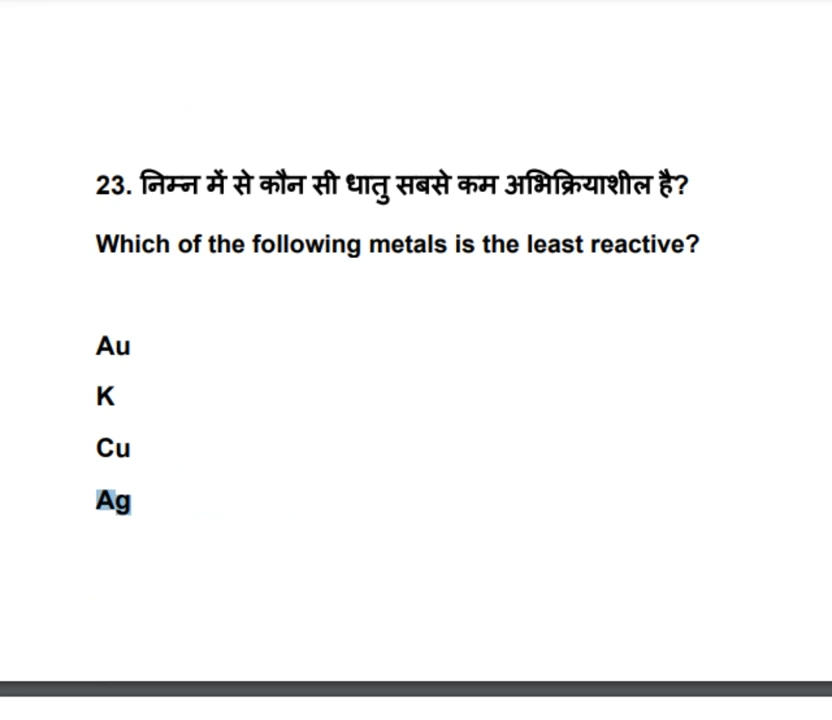 23. निम्न में से कौन सी धातु सबसे कम अभिक्रियाशील है?
Which of the following metals is the least reactive?
Au
K
Cu
Ag